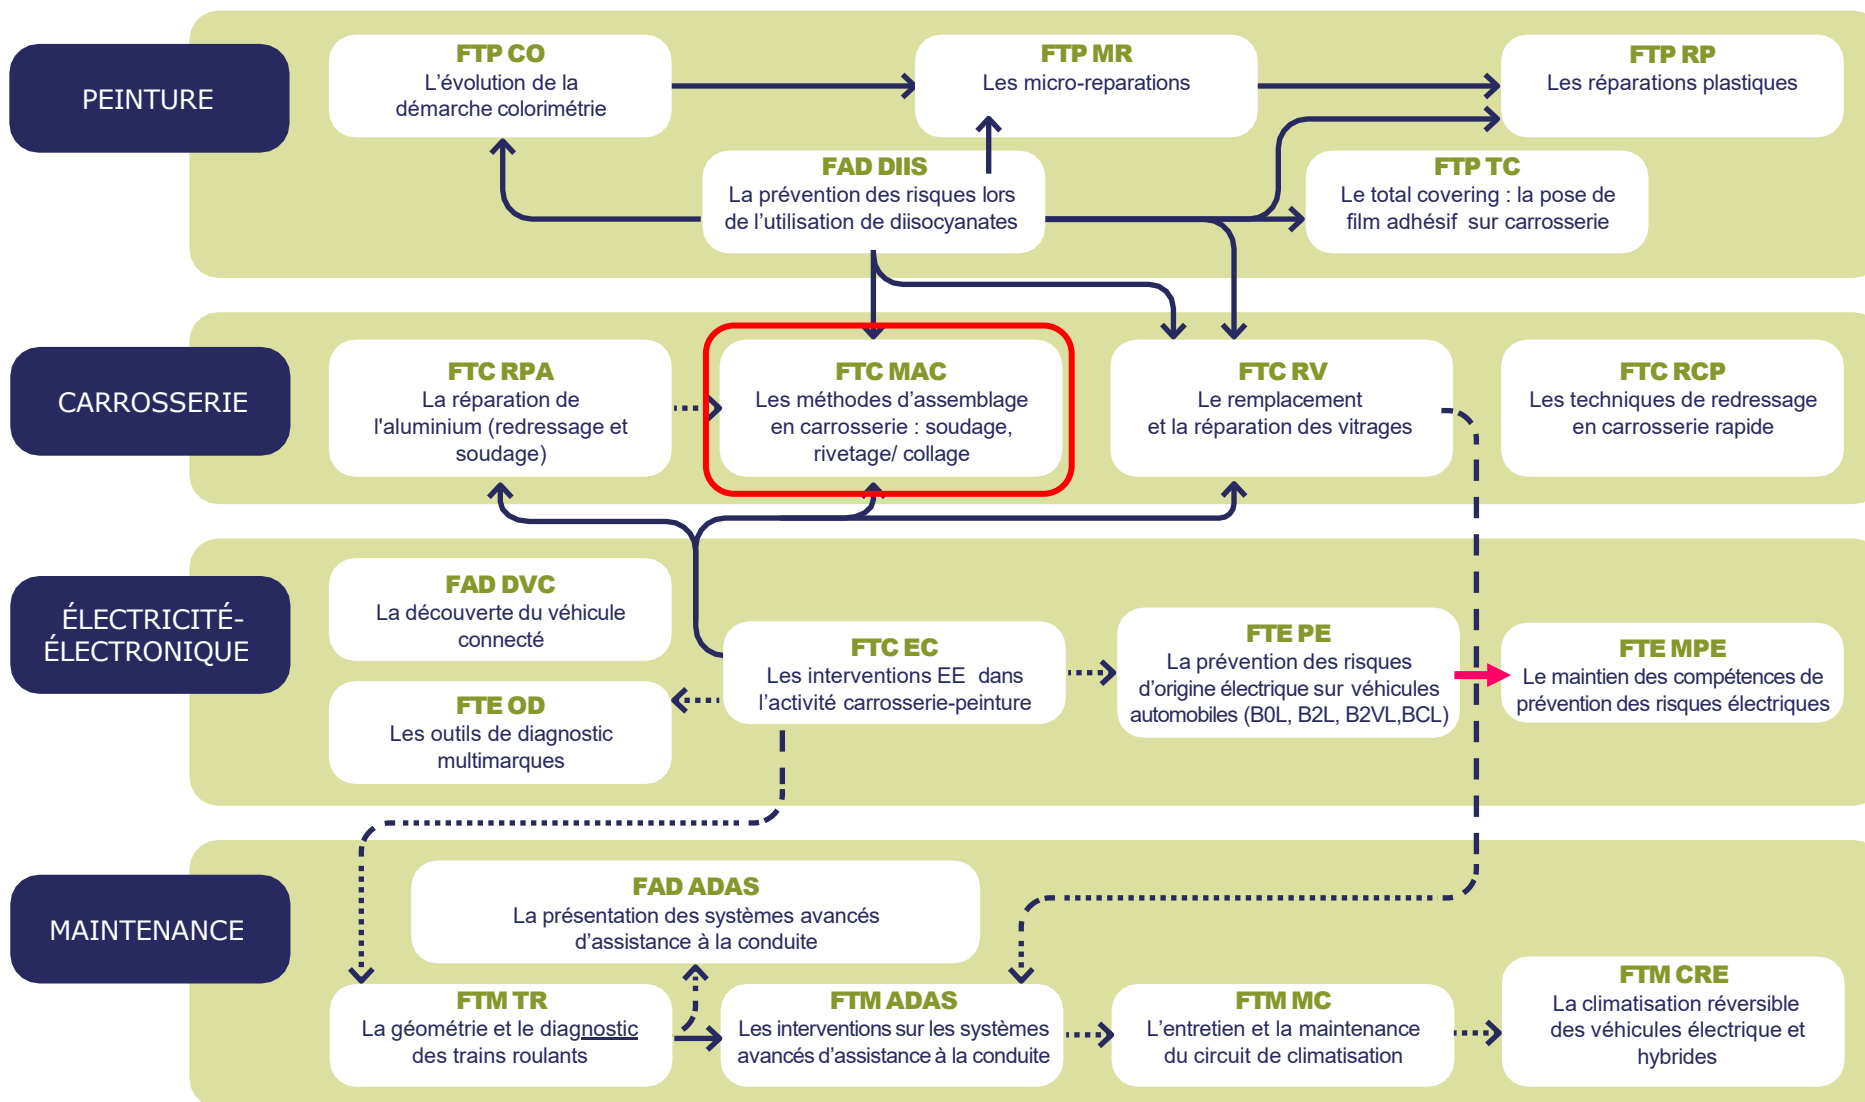 PEINTURE
FTP CO
L'évolution de la
démarche colorimétrie
FTP MR
Les micro-reparations
FTP RP
Les réparations plastiques
FAD DIIS
La prévention des risques lors
de l'utilisation de diisocyanates
FTP TC
Le total covering : la pose de
film adhésif sur carrosserie
CARROSSERIE
FTC RPA
La réparation de
l'aluminium (redressage et
soudage)
FTC MAC
Les méthodes d'assemblage
en carrosserie : soudage,
rivetage/ collage
FTC RV
Le remplacement
et la réparation des vitrages
FTC RCP
Les techniques de redressage
en carrosserie rapide
ÉLECTRICITÉ-
ÉLECTRONIQUE
FAD DVC
La découverte du véhicule
connecté
FTE OD
Les outils de diagnostic
multimarques
FTC EC
Les interventions EE dans
l'activité carrosserie-peinture
FTE PE
La prévention des risques
d'origine électrique sur véhicules
automobiles (B0L, B2L, B2VL,BCL)
FTE MPE
Le maintien des compétences de
prévention des risques électriques
MAINTENANCE
FAD ADAS
La présentation des systèmes avancés
d'assistance à la conduite
FTM TR
La géométrie et le diagnostic
des trains roulants
FTM ADAS
Les interventions sur les systèmes
avancés d'assistance à la conduite
FTM MC
L'entretien et la maintenance
du circuit de climatisation
FTM CRE
La climatisation réversible
des véhicules électrique et
hybrides